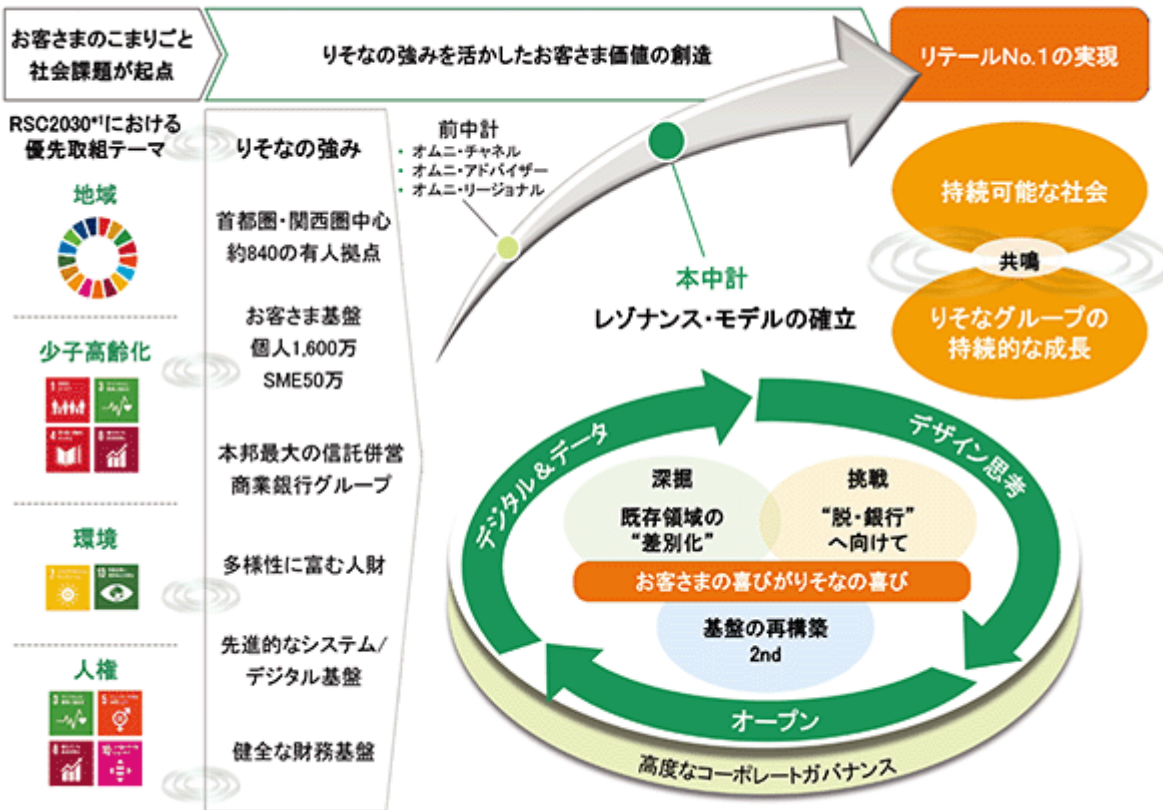 お客さまのこまりごと
社会課題が起点
りそなの強みを活かしたお客さま価値の創造
リテールNo.1の実現
RSC2030*1における
優先取組テーマ
地域
少子高齢化
1
3
4
8
環境
7
13
人権
3
5
8
10
りそなの強み
首都圏・関西圏中心
約840の有人拠点
お客さま基盤
個人1,600万
SME50万
本邦最大の信託併営
商業銀行グループ
多様性に富む人財
先進的なシステム/
デジタル基盤
健全な財務基盤
前中計
・オムニ・チャネル
・オムニ・アドバイザー
・オムニ・リージョナル
本中計
レゾナンス・モデルの確立
持続可能な社会
共鳴
りそなグループの
持続的な成長
デジタル&データ
デザイン思考
オープン
深掘
既存領域の
“差別化”
挑戦
“脱・銀行”
へ向けて
お客さまの喜びがりそなの喜び
基盤の再構築
2nd
高度なコーポレートガバナンス